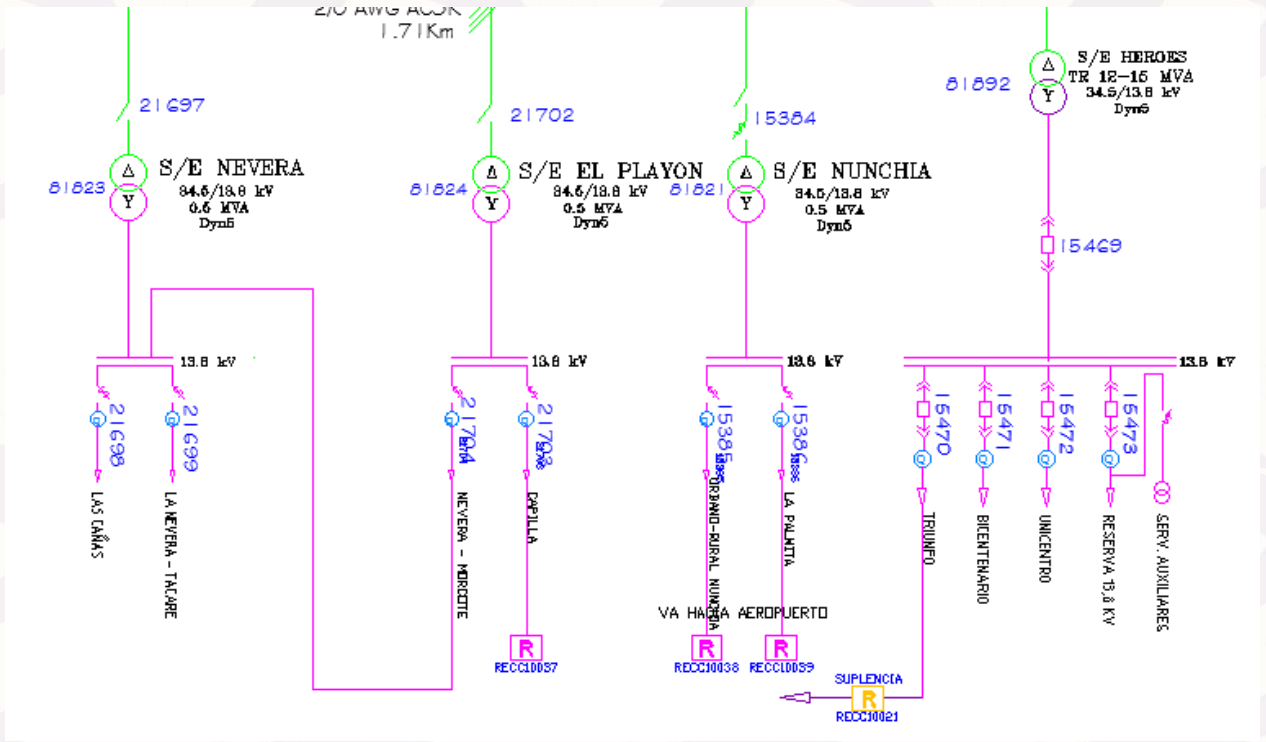 2/0 AWG ACSR
1.71Km
21697
21702
15384
81892
S/E HEROES
TR 12-15 MVA
34.5/13.8 kV
Dyn5
81823
S/E NEVERA
34.5/13.8 kV
0.5 MVA
Dyn5
81824
S/E EL PLAYON
34.5/13.8 kV
0.5 MVA
Dyn5
81821
S/E NUNCHIA
34.5/13.8 kV
0.5 MVA
Dyn5
15469
13.8 kV
13.8 kV
13.8 kV
13.8 kV
21698
21699
21704
21703
15385
15386
15470
15471
15472
15473
LAS CAÑAS
LA NEVERA - TACARE
NEVERA - MORCOTE
CAPILLA
URBANO-RURAL NUNCHIA
LA PALMITA
TRIUNFO
BICENTENARIO
UNICENTRO
RESERVA 13,8 KV
SERV. AUXILIARES
VA HACIA AEROPUERTO
R
RECC10037
R
RECC10038
R
RECC10039
SUPLENCIA
R
RECC10021